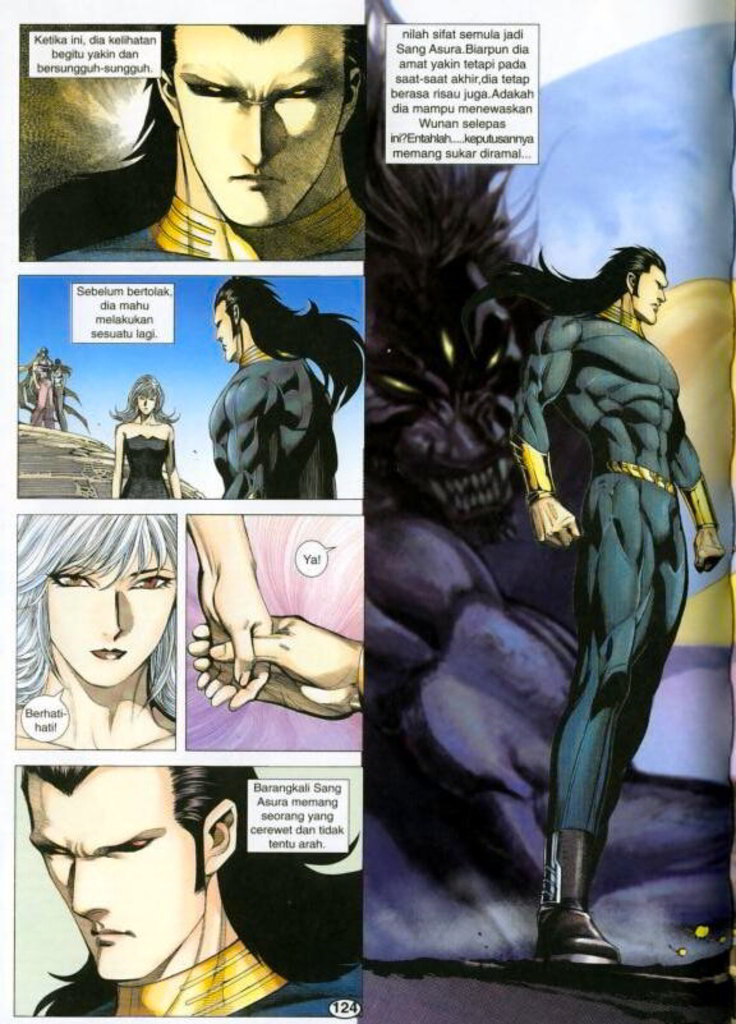 Ketika ini, dia kelihatan
begitu yakin dan
bersungguh-sungguh.
Sebelum bertolak,
dia mahu
melakukan
sesuatu lagi.
Berhati-
hati!
Ya!
Barangkali Sang
Asura memang
seorang yang
cerewet dan tidak
tentu arah.
124
nilah sifat semula jadi
Sang Asura.Biarpun dia
amat yakin tetapi pada
saat-saat akhir,dia tetap
berasa risau juga.Adakah
dia mampu menewaskan
Wunan selepas
ini?Entahlah.....keputusannya
memang sukar diramal...